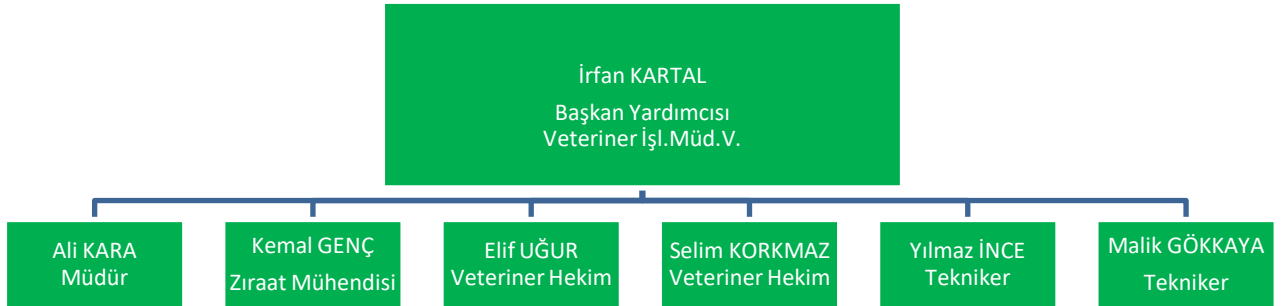 İrfan KARTAL
Başkan Yardımcısı
Veteriner İşl.Müd.V.
Ali KARA
Müdür
Kemal GENÇ
Zıraat Mühendisi
Elif UĞUR
Veteriner Hekim
Selim KORKMAZ
Veteriner Hekim
Yılmaz İNCE
Tekniker
Malik GÖKKAYA
Tekniker